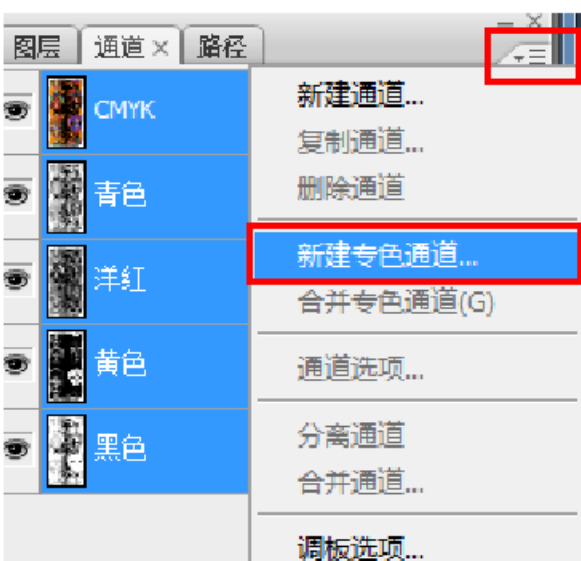 图层 通道 × 路径
CMYK
青色
洋红
黄色
黑色
新建通道...
复制通道...
删除通道
新建专色通道...
合并专色通道(G)
通道选项...
分离通道
合并通道...
调板选项...